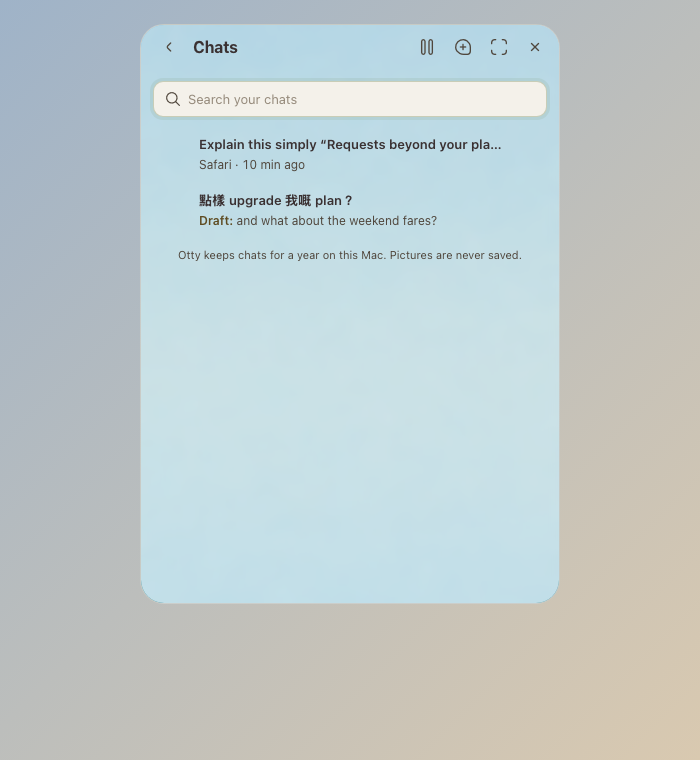 Chats
Search your chats
Explain this simply “Requests beyond your pla...
Safari · 10 min ago
點樣 upgrade 我嘅 plan ?
Draft: and what about the weekend fares?
Otty keeps chats for a year on this Mac. Pictures are never saved.